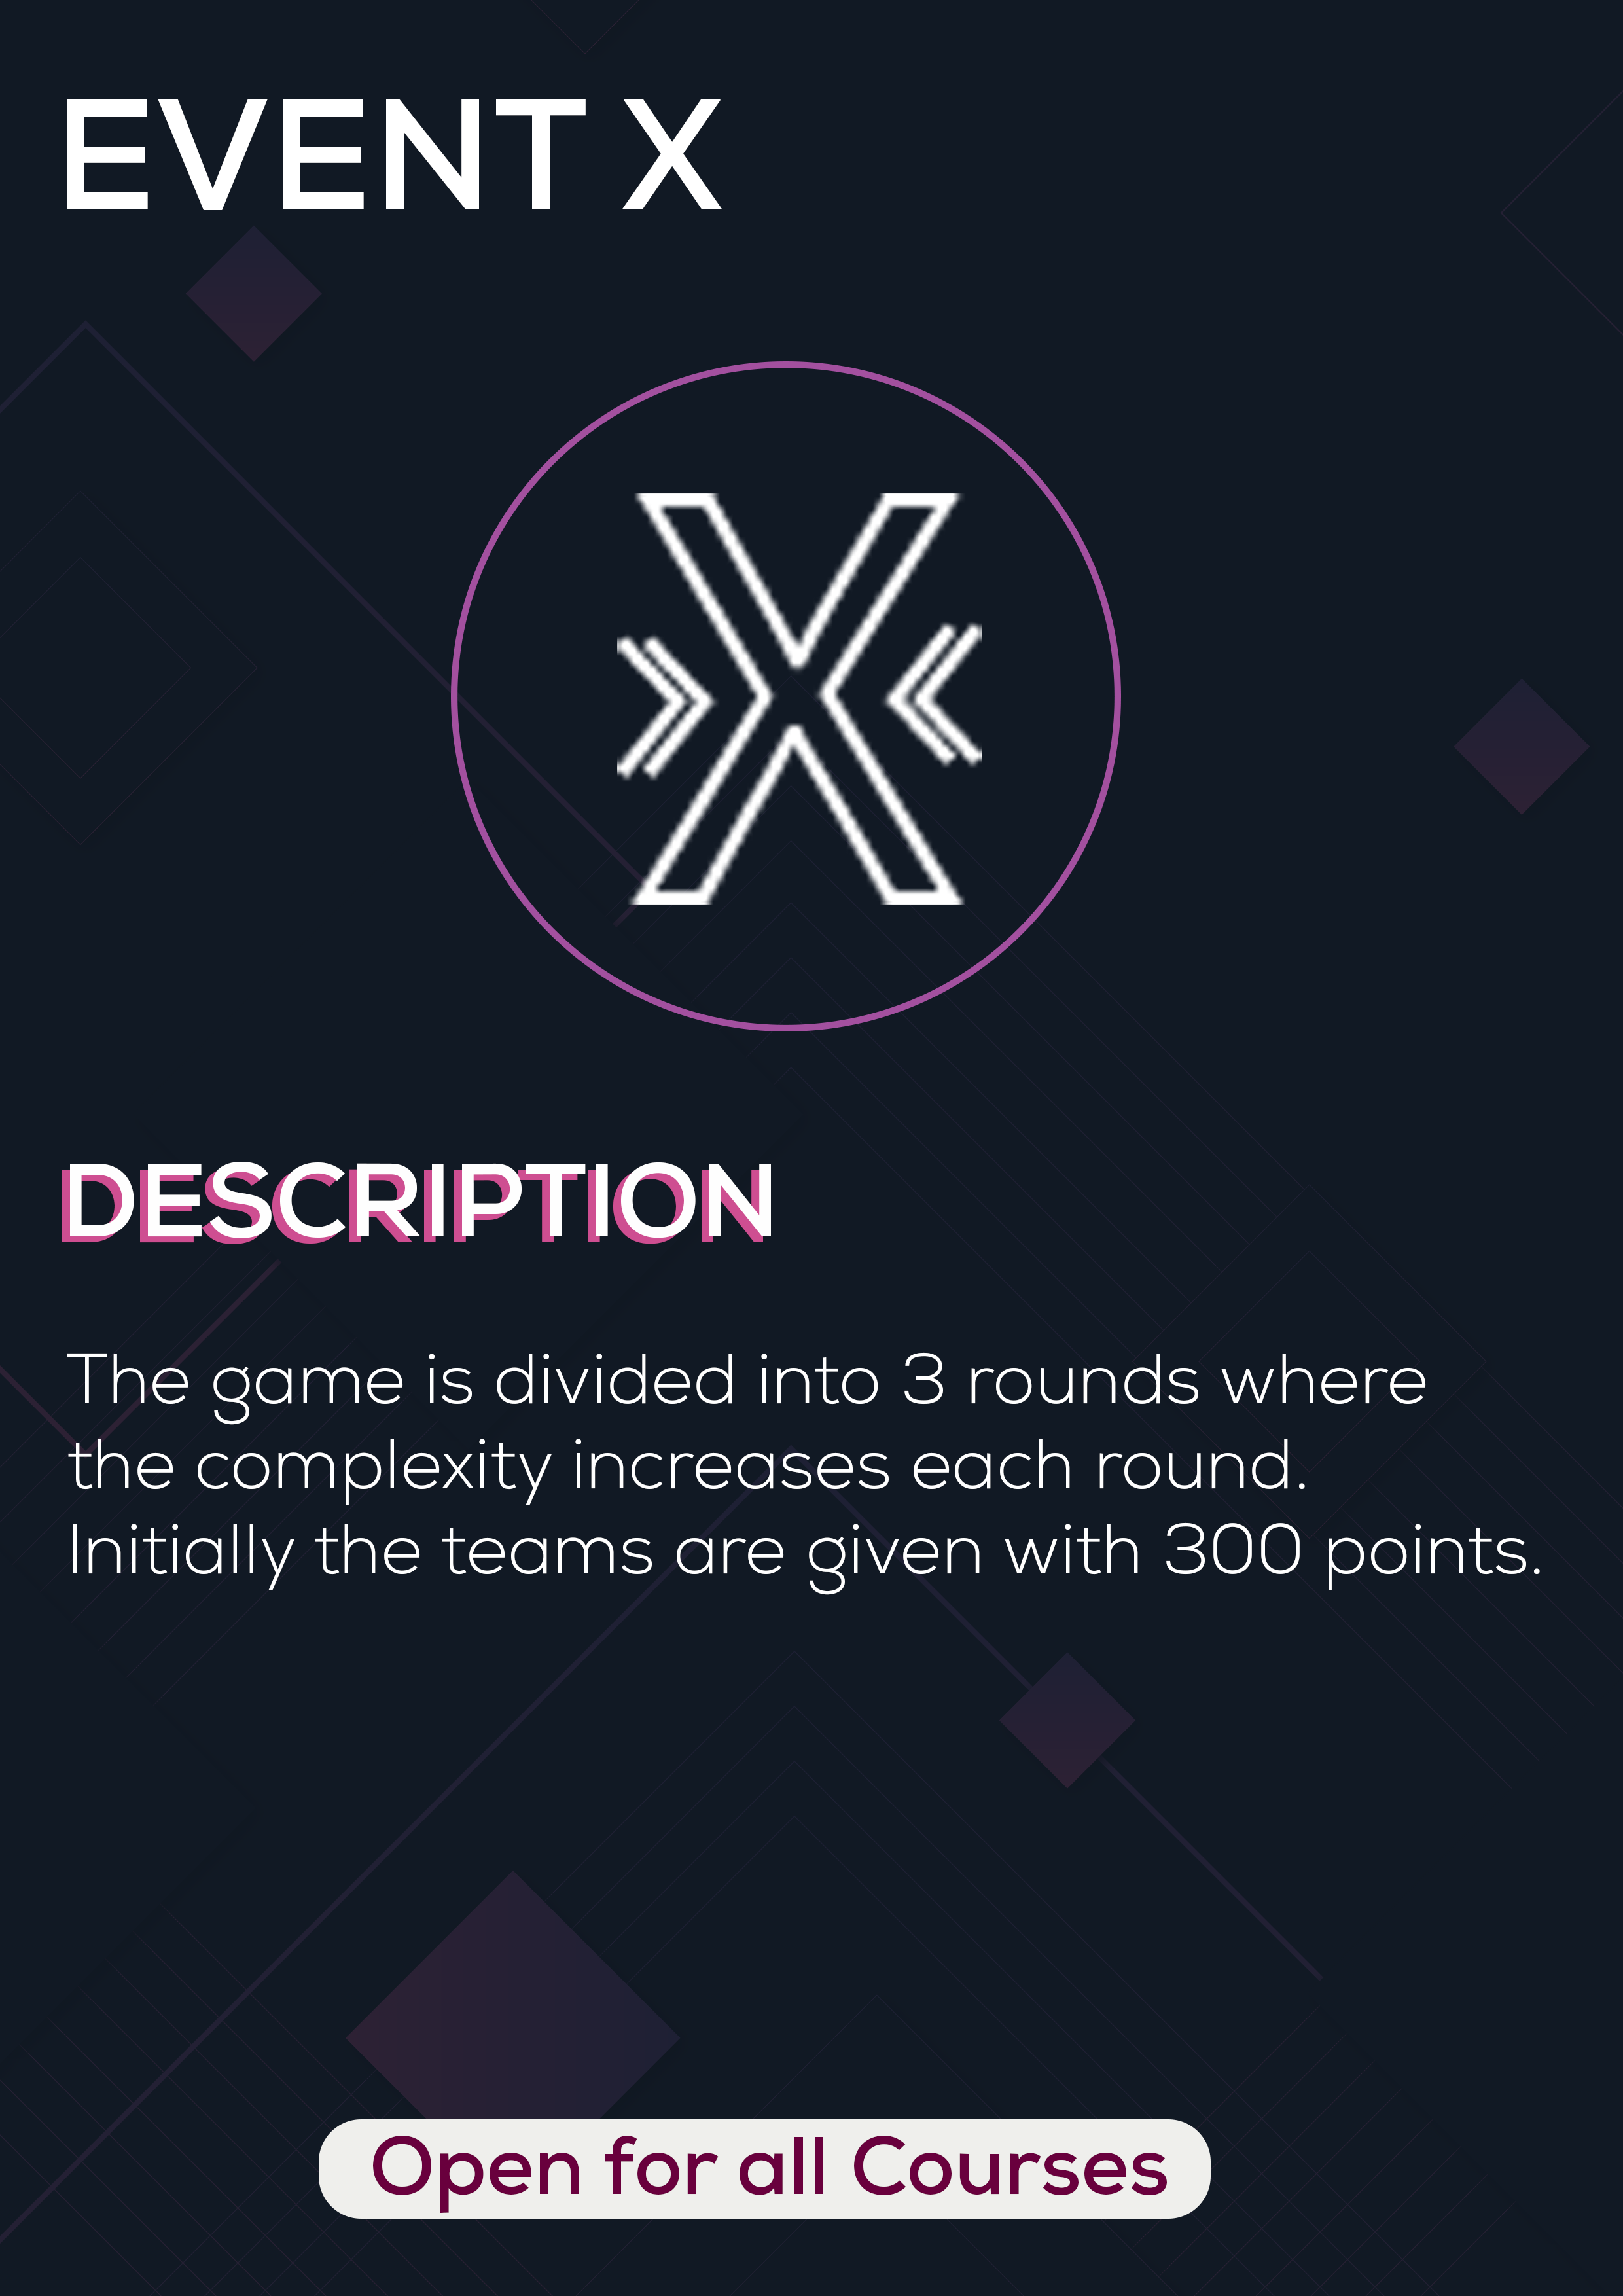 EVENT X
X
DESCRIPTION
The game is divided into 3 rounds where
the complexity increases each round.
Initially the teams are given with 300 points.
Open for all Courses